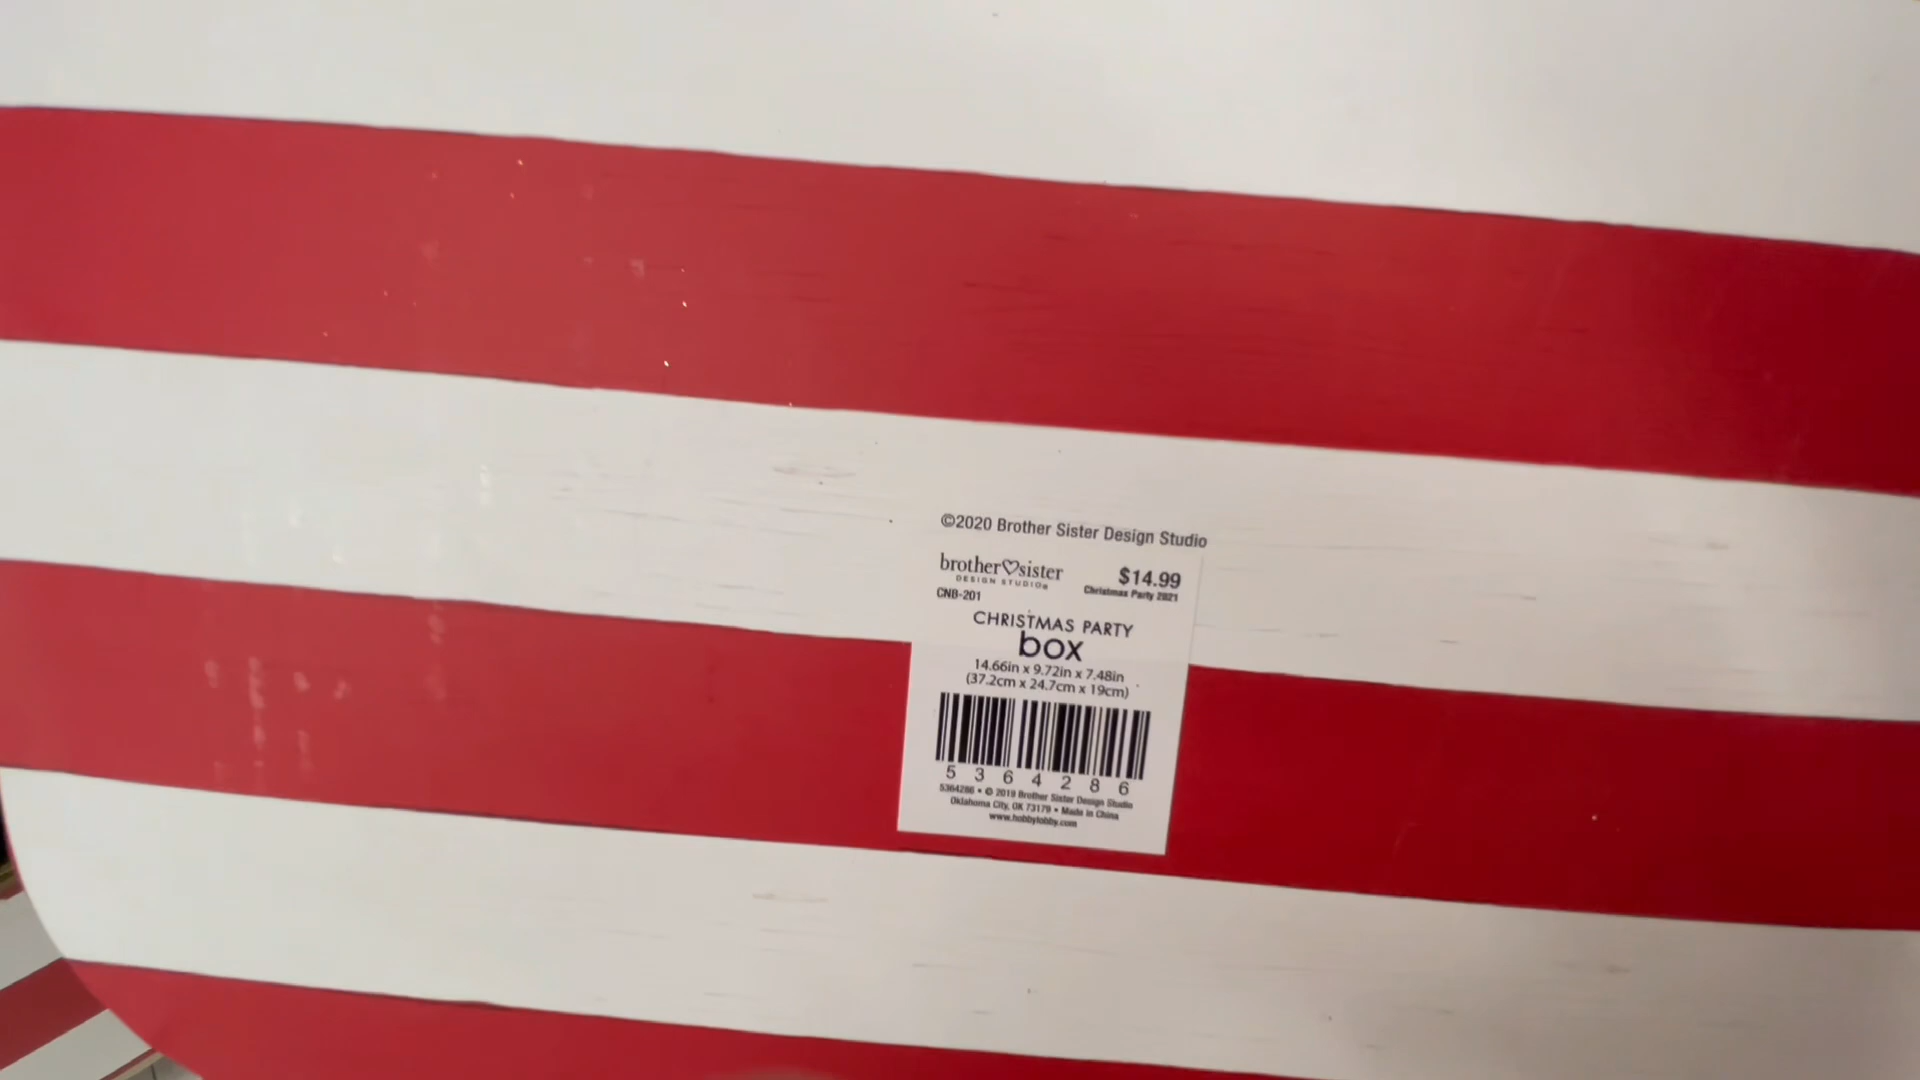 ©2020 Brother Sister Design Studio
brother♡sister
DESIGN STUDIO®
$14.99
Christmas Party 2021
CNB-201
CHRISTMAS PARTY
box
14.66in x 9.72in x 7.48in
(37.2cm x 24.7cm x 19cm)
5 3 6 4 2 8 6
5364286 • © 2019 Brother Sister Design Studio
Oklahoma City, OK 73179 • Made in China
www.hobbylobby.com